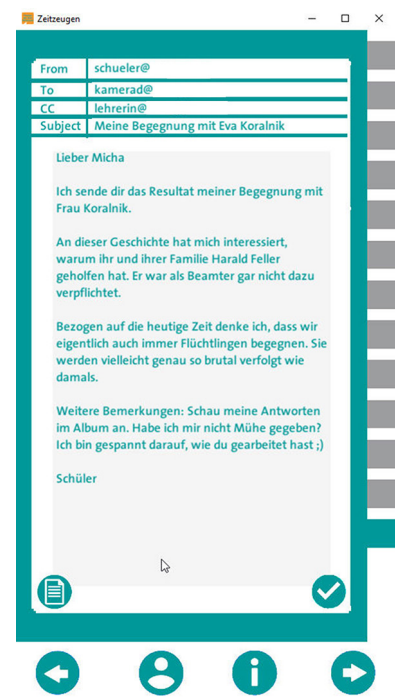 Zeitzeugen
From schueler@
To kamerad@
CC lehrerin@
Subject Meine Begegnung mit Eva Koralnik
Lieber Micha
Ich sende dir das Resultat meiner Begegnung mit
Frau Koralnik.
An dieser Geschichte hat mich interessiert,
warum ihr und ihrer Familie Harald Feller
geholfen hat. Er war als Beamter gar nicht dazu
verpflichtet.
Bezogen auf die heutige Zeit denke ich, dass wir
eigentlich auch immer Flüchtlingen begegnen. Sie
werden vielleicht genau so brutal verfolgt wie
damals.
Weitere Bemerkungen: Schau meine Antworten
im Album an. Habe ich mir nicht Mühe gegeben?
Ich bin gespannt darauf, wie du gearbeitet hast ;)
Schüler